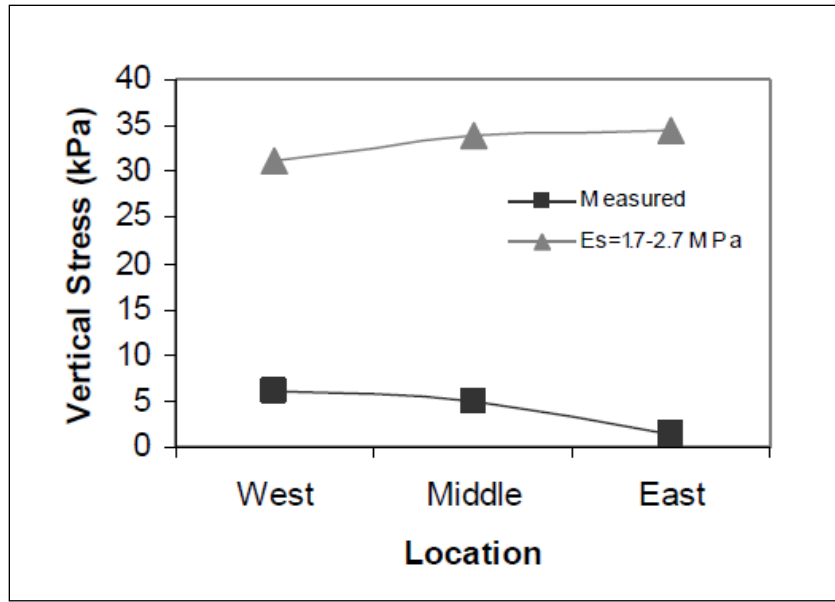 40
35
30
25
20
15
10
5
0
Vertical Stress (kPa)
Measured
Es=1.7-2.7 MPa
West Middle East
Location